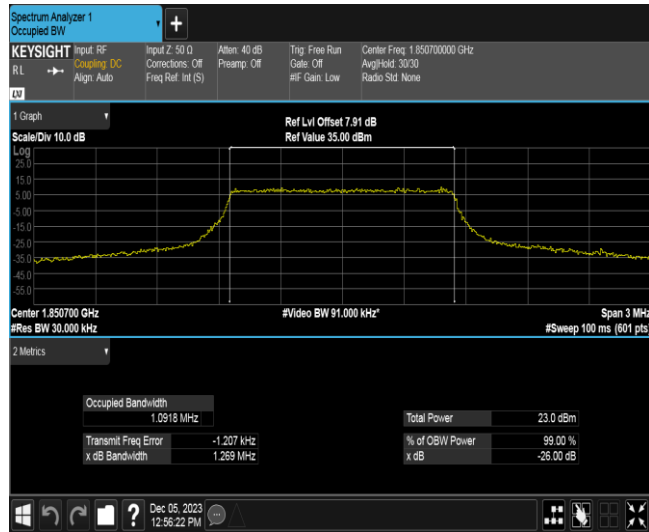 Spectrum Analyzer 1
Occupied BW
KEYSIGHT Input: RF Input Z: 50 Ω Atten: 40 dB Trig: Free Run Center Freq: 1.850700000 GHz
RL Coupling: DC Corrections: Off Preamp: Off Gate: Off Avg|Hold: 30/30
Align: Auto Freq Ref: Int (S) #IF Gain: Low Radio Std: None
LXI
1 Graph
Scale/Div 10.0 dB
Ref Lvl Offset 7.91 dB
Ref Value 35.00 dBm
Log
25.0
15.0
5.00
-5.00
-15.0
-25.0
-35.0
-45.0
-55.0
Center 1.850700 GHz #Video BW 91.000 kHz* Span 3 MHz
#Res BW 30.000 kHz #Sweep 100 ms (601 pts)
2 Metrics
Occupied Bandwidth
1.0918 MHz
Total Power 23.0 dBm
Transmit Freq Error -1.207 kHz
% of OBW Power 99.00 %
x dB Bandwidth 1.269 MHz
x dB -26.00 dB
? Dec 05, 2023
12:56:22 PM